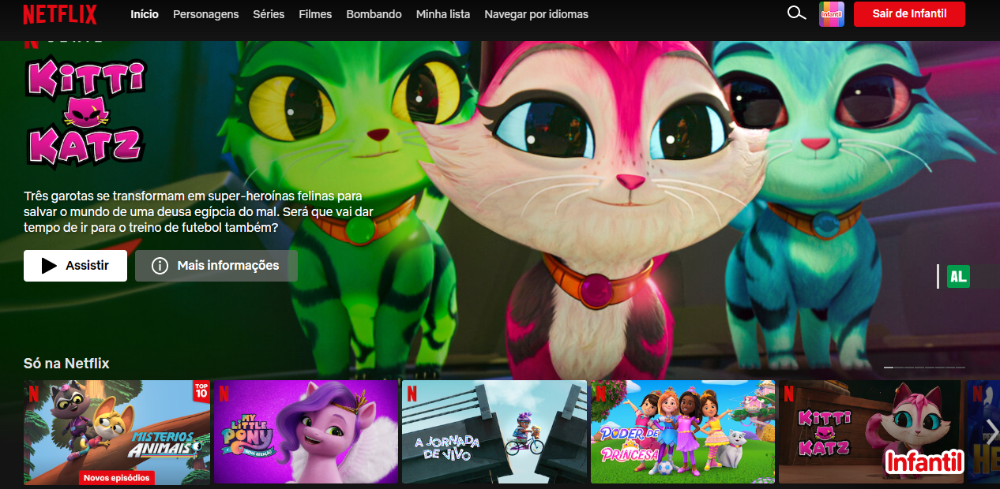 NETFLIX
Início Personagens Séries Filmes Bombando Minha lista Navegar por idiomas
Infantil
Sair de Infantil
N
KITTI
KATZ
Três garotas se transformam em super-heroínas felinas para
salvar o mundo de uma deusa egípcia do mal. Será que vai dar
tempo de ir para o treino de futebol também?
Assistir
Mais informações
AL
Só na Netflix
N
TOP
10
MISTÉRIOS
ANIMAIS
Novos episódios
N
MY
LITTLE
PONY
NOVA GERAÇÃO
N
A JORNADA
DE VIVO
N
PODER DE
PRINCESA
N
KITTI
KATZ
Infantil
N